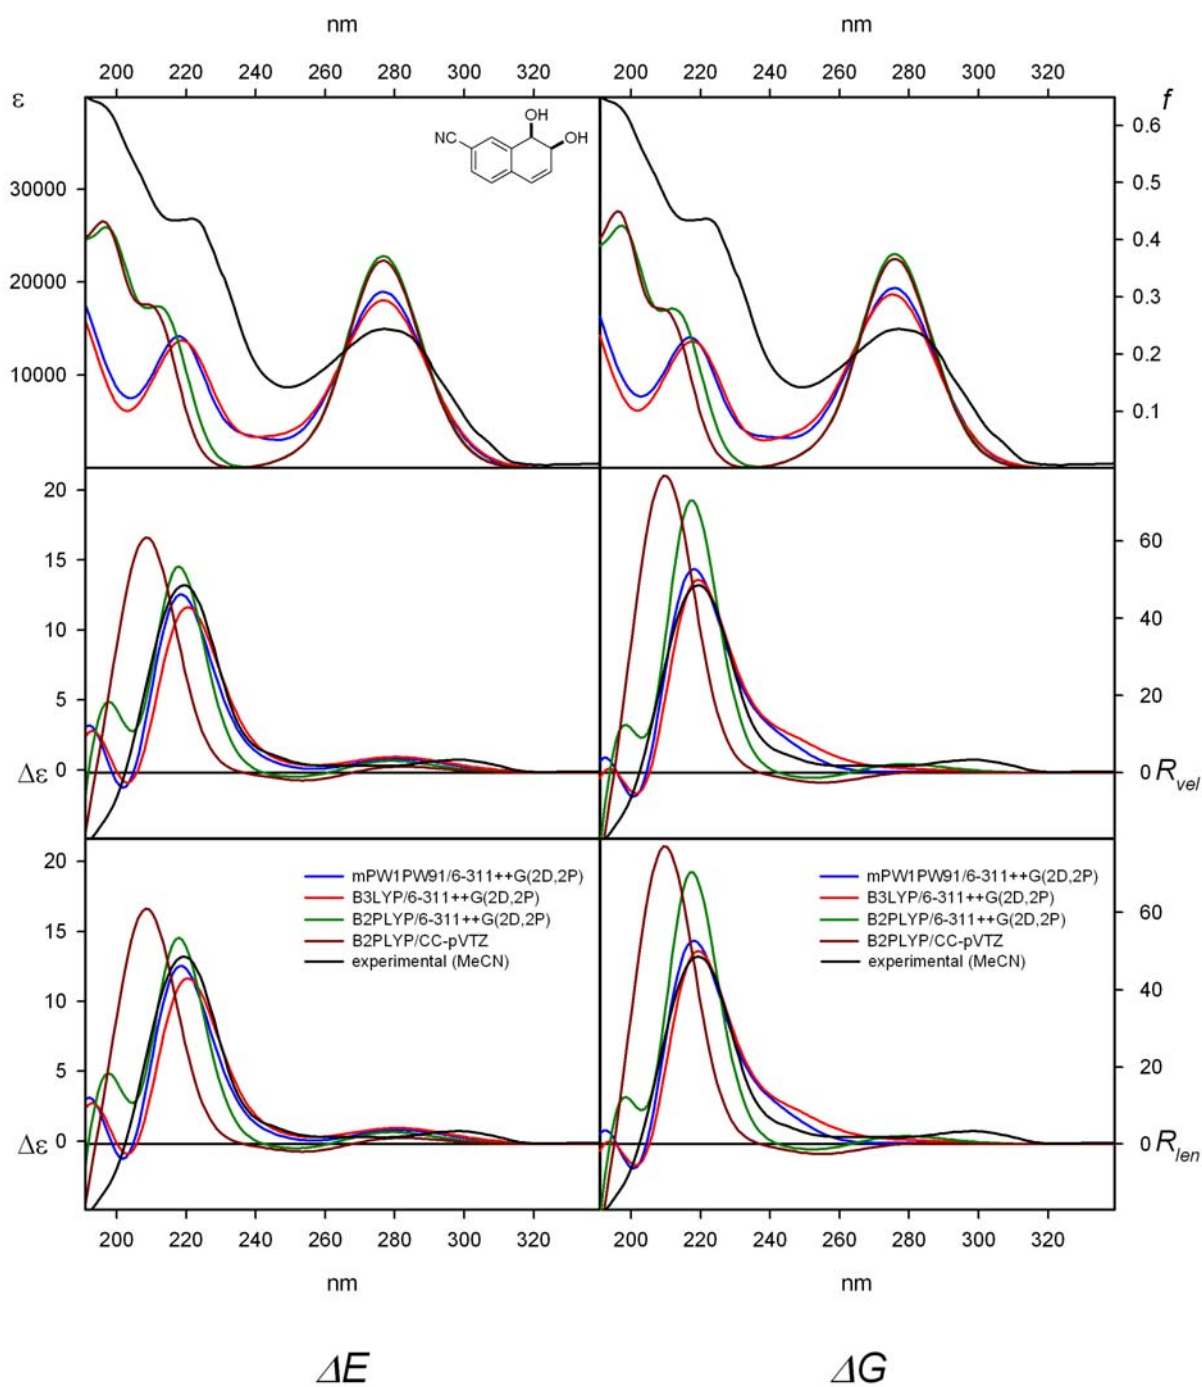 nm nm
200 220 240 260 280 300 320 200 220 240 260 280 300 320
ε f
OH
NC OH
0.6
30000 0.5
0.4
20000 0.3
0.2
10000
0.1
20
60
15
10 40
5 20
Δε 0 0 R_vel
20
mPW1PW91/6-311++G(2D,2P) mPW1PW91/6-311++G(2D,2P)
B3LYP/6-311++G(2D,2P) B3LYP/6-311++G(2D,2P)
B2PLYP/6-311++G(2D,2P) B2PLYP/6-311++G(2D,2P)
B2PLYP/CC-pVTZ B2PLYP/CC-pVTZ
experimental (MeCN) experimental (MeCN)
60
15
10 40
5 20
Δε 0 0 R_len
200 220 240 260 280 300 320 200 220 240 260 280 300 320
nm nm
ΔE ΔG